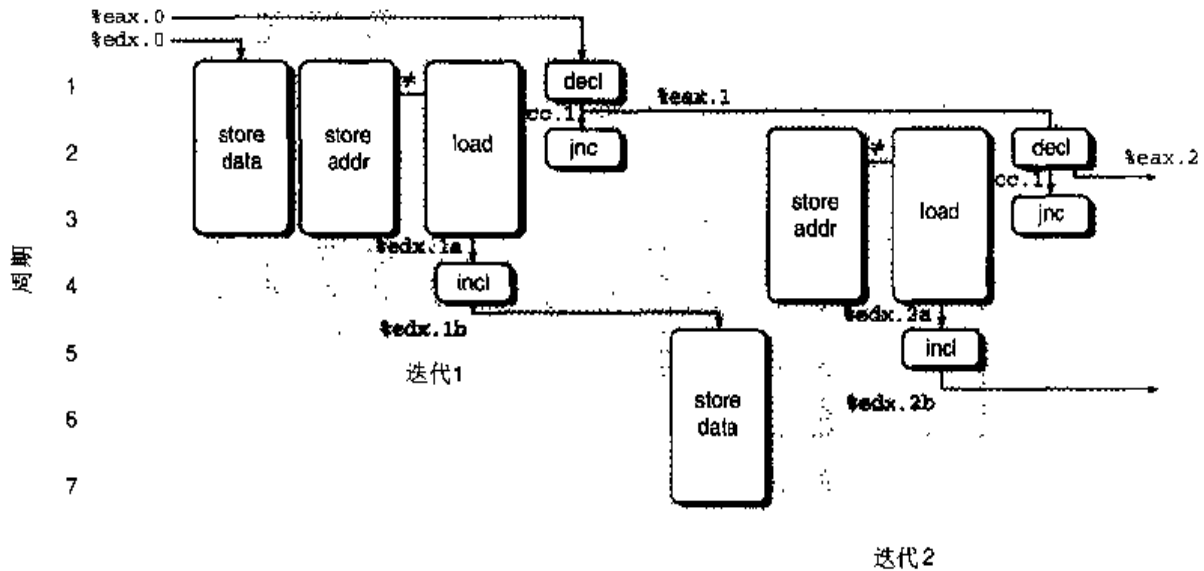 %eax.0
%edx.0
1
2
3
4
5
6
7
周期
store data
store addr
≠
load
decl
cc.1
jnc
%eax.1
%edx.1a
incl
%edx.1b
迭代1
store data
store addr
≠
load
decl
cc.1
jnc
%eax.2
%edx.2a
incl
%edx.2b
迭代2